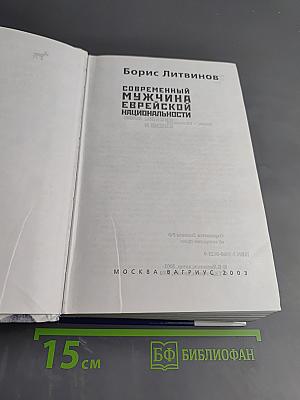 Борис Литвинов
СОВРЕМЕННЫЙ
МУЖЧИНА
ЕВРЕЙСКОЙ
НАЦИОНАЛЬНОСТИ
МОСКВА ВАГРИУС 2003
15 см
БФ БИБЛИОФАН